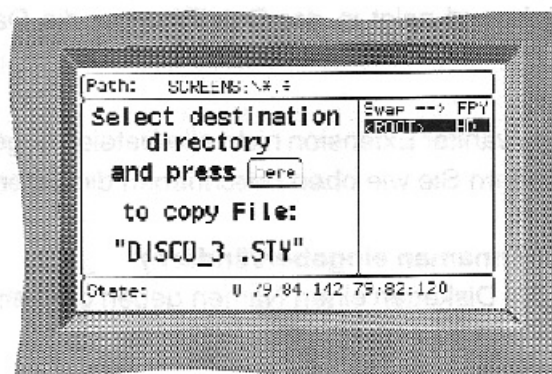 Path: SCREENS:\*.*
Select destination
directory
and press here
to copy File:
"DISCO_3 .STY"
Swap --> FPY
<ROOT> HD
State: